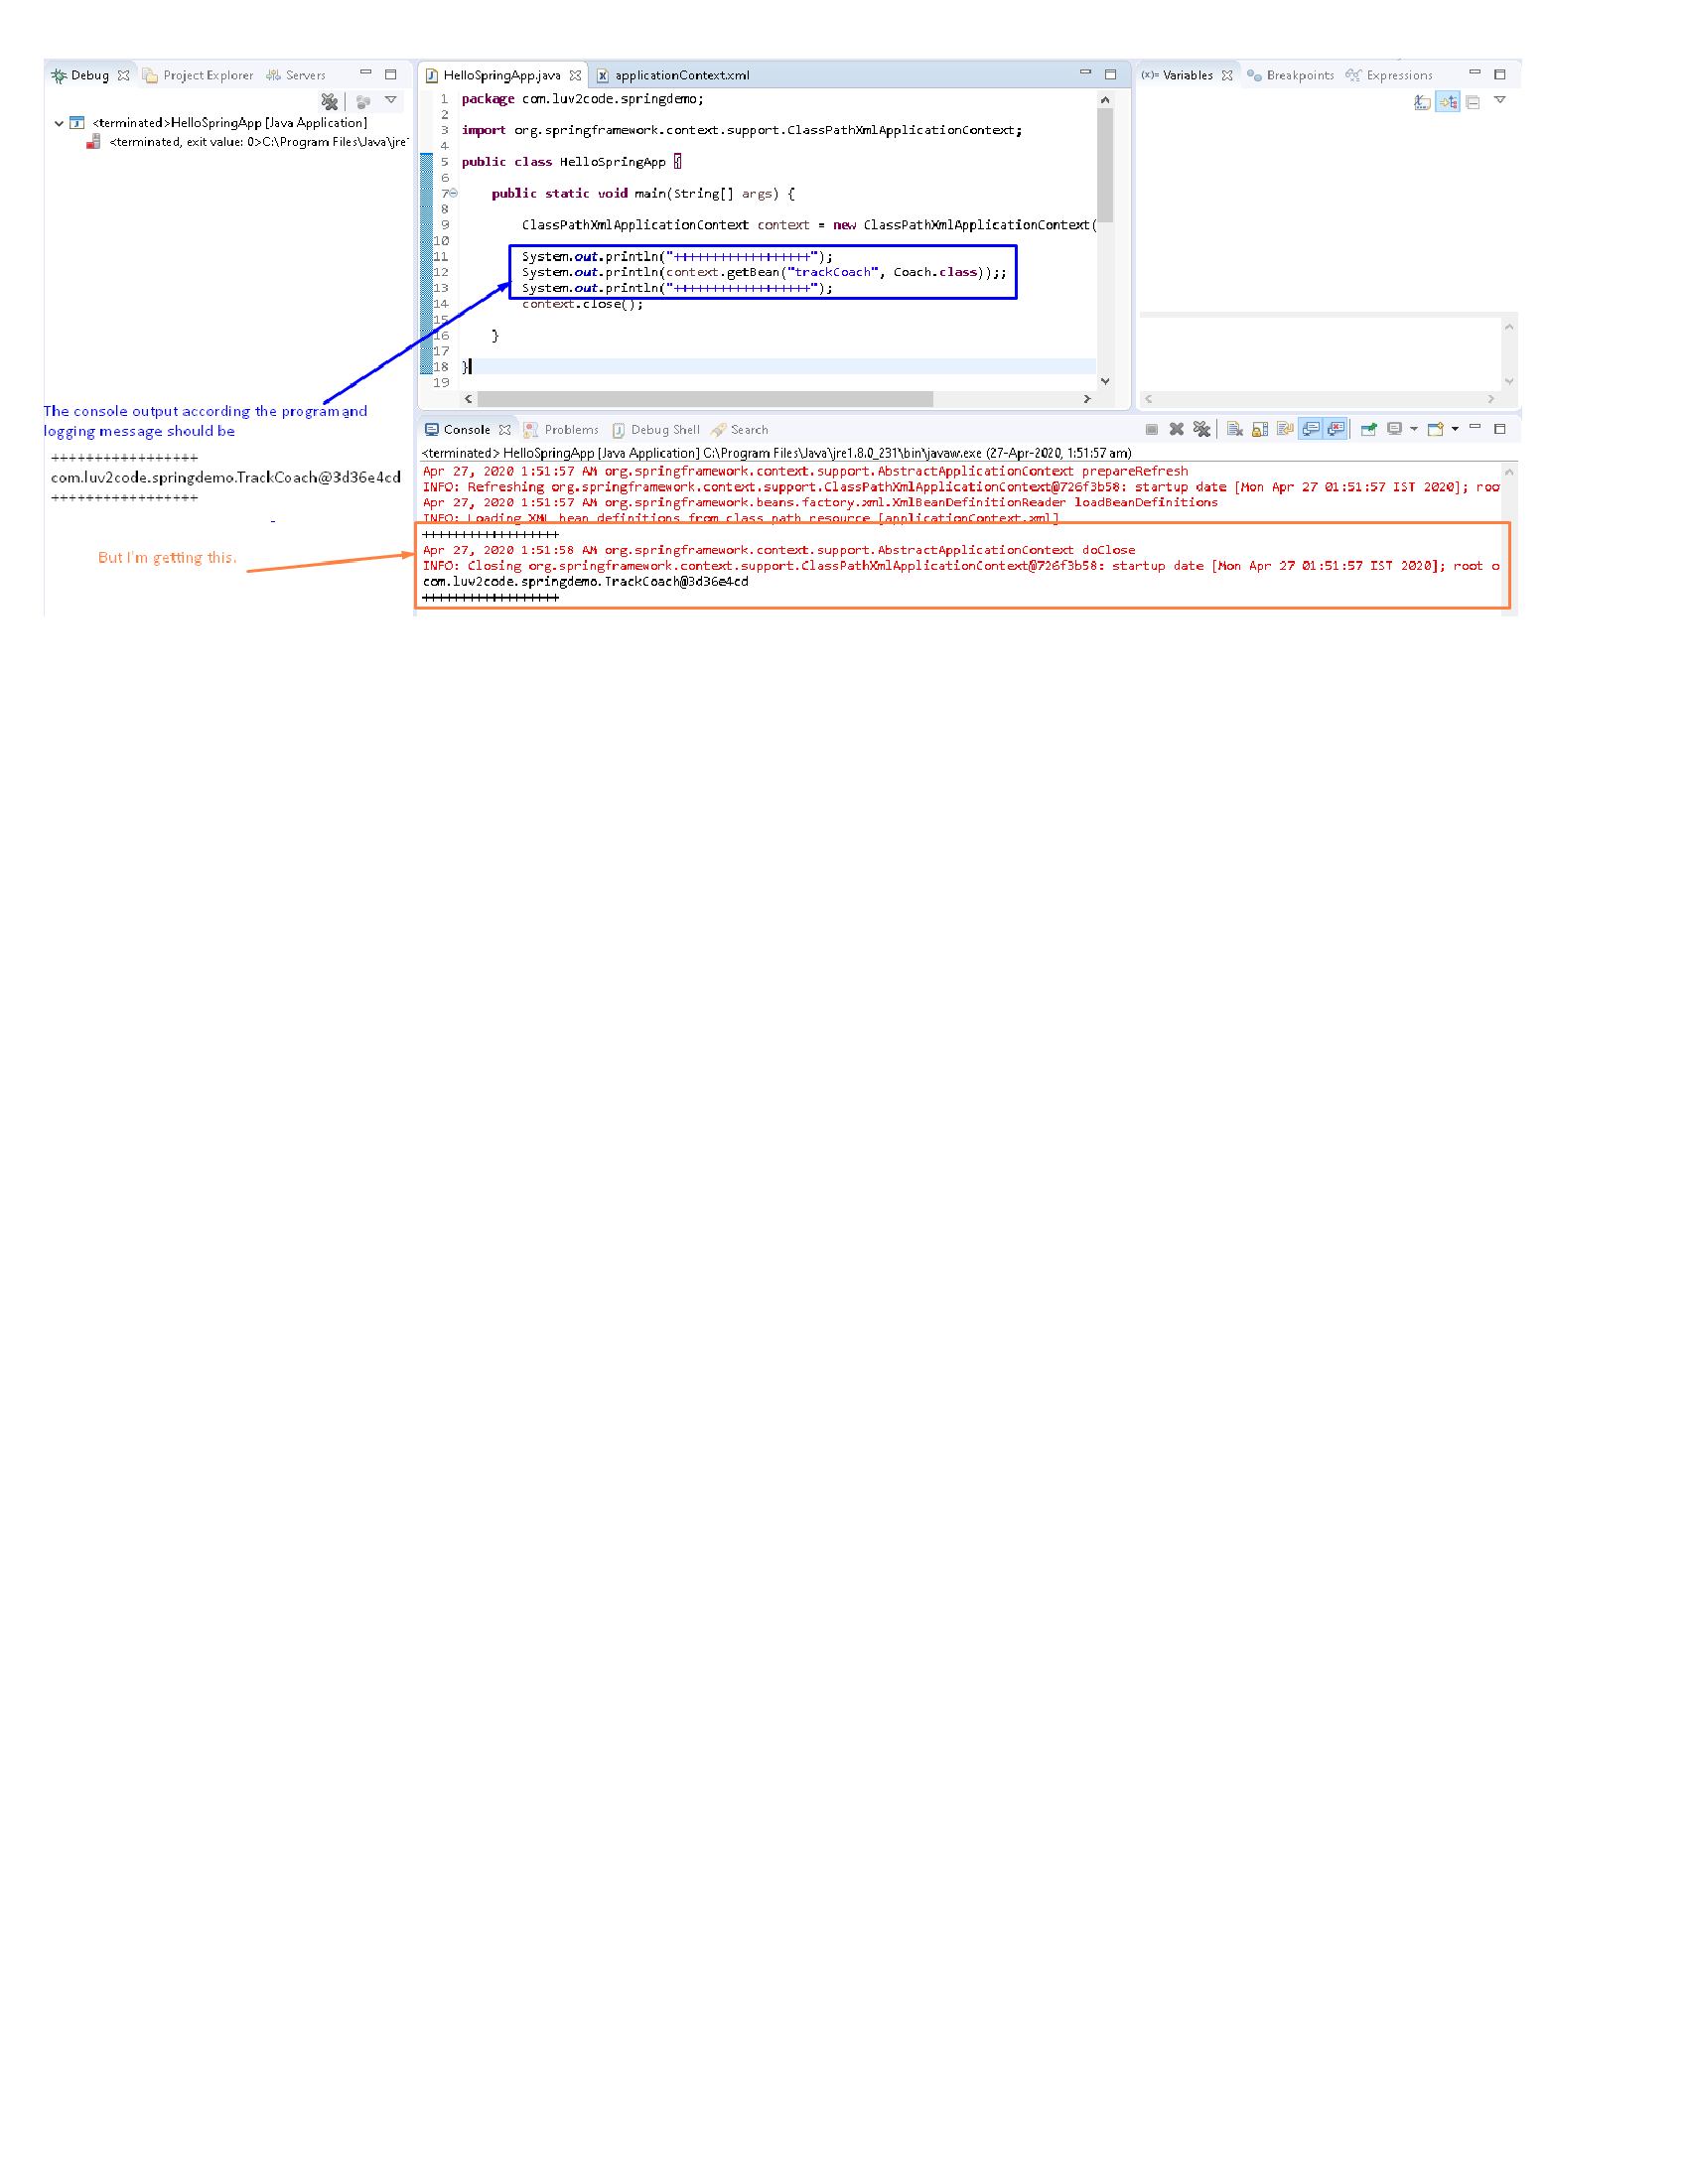 Debug Project Explorer Servers
<terminated>HelloSpringApp [Java Application]
<terminated, exit value: 0>C:\Program Files\Java\jre
The console output according the program and
logging message should be
+++++++++++++++++
com.luv2code.springdemo.TrackCoach@3d36e4cd
+++++++++++++++++
-
But I'm getting this.
HelloSpringApp.java applicationContext.xml
1 package com.luv2code.springdemo;
2
3 import org.springframework.context.support.ClassPathXmlApplicationContext;
4
5 public class HelloSpringApp {
6
7 public static void main(String[] args) {
8
9 ClassPathXmlApplicationContext context = new ClassPathXmlApplicationContext(
10
11 System.out.println("++++++++++++++++++");
12 System.out.println(context.getBean("trackCoach", Coach.class));;
13 System.out.println("++++++++++++++++++");
14 context.close();
15
16 }
17
18 }
19
(x)= Variables Breakpoints Expressions
Console Problems Debug Shell Search
<terminated> HelloSpringApp [Java Application] C:\Program Files\Java\jre1.8.0_231\bin\javaw.exe (27-Apr-2020, 1:51:57 am)
Apr 27, 2020 1:51:57 AM org.springframework.context.support.AbstractApplicationContext prepareRefresh
INFO: Refreshing org.springframework.context.support.ClassPathXmlApplicationContext@726f3b58: startup date [Mon Apr 27 01:51:57 IST 2020]; roo
Apr 27, 2020 1:51:57 AM org.springframework.beans.factory.xml.XmlBeanDefinitionReader loadBeanDefinitions
INFO: Loading XML bean definitions from class path resource [applicationContext.xml]
++++++++++++++++++
Apr 27, 2020 1:51:58 AM org.springframework.context.support.AbstractApplicationContext doClose
INFO: Closing org.springframework.context.support.ClassPathXmlApplicationContext@726f3b58: startup date [Mon Apr 27 01:51:57 IST 2020]; root o
com.luv2code.springdemo.TrackCoach@3d36e4cd
++++++++++++++++++